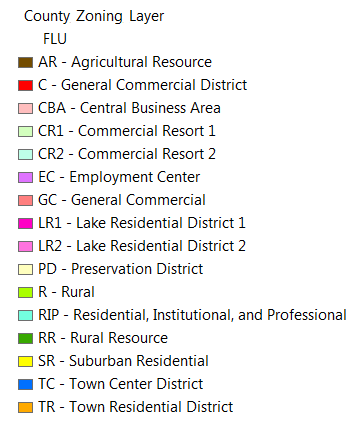 County Zoning Layer
FLU
AR - Agricultural Resource
C - General Commercial District
CBA - Central Business Area
CR1 - Commercial Resort 1
CR2 - Commercial Resort 2
EC - Employment Center
GC - General Commercial
LR1 - Lake Residential District 1
LR2 - Lake Residential District 2
PD - Preservation District
R - Rural
RIP - Residential, Institutional, and Professional
RR - Rural Resource
SR - Suburban Residential
TC - Town Center District
TR - Town Residential District